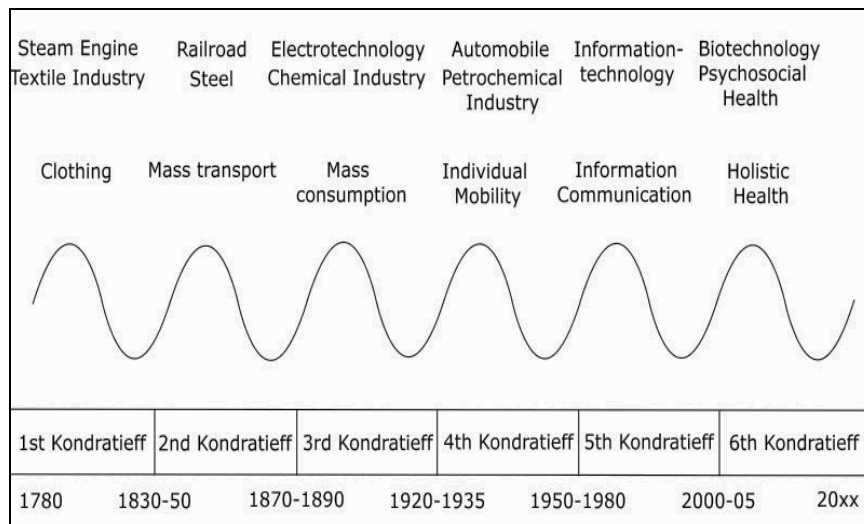 Steam Engine
Textile Industry
Railroad
Steel
Electrotechnology
Chemical Industry
Automobile
Petrochemical
Industry
Information-
technology
Biotechnology
Psychosocial
Health
Clothing
Mass transport
Mass
consumption
Individual
Mobility
Information
Communication
Holistic
Health
1st Kondratieff
2nd Kondratieff
3rd Kondratieff
4th Kondratieff
5th Kondratieff
6th Kondratieff
1780
1830-50
1870-1890
1920-1935
1950-1980
2000-05
20xx